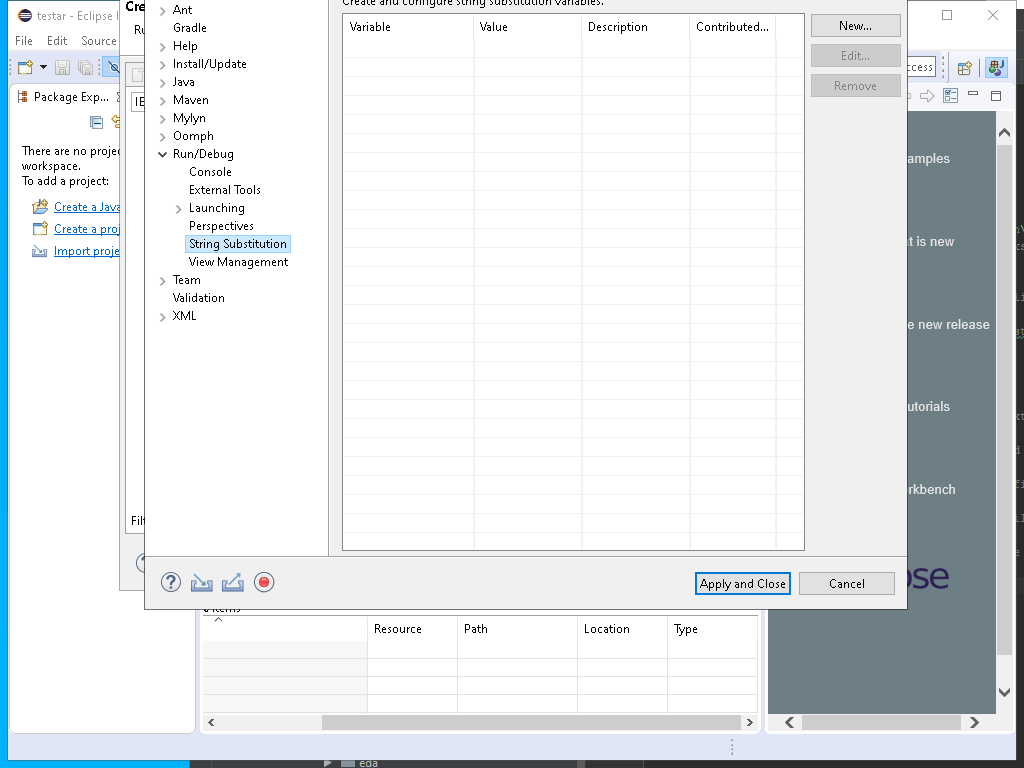 testar - Eclipse I
File Edit Source
Package Exp...
There are no proje
workspace.
To add a project:
Create a Java
Create a proj
Import proje
Cre
Ru
Filt
Ant
Gradle
Help
Install/Update
Java
Maven
Mylyn
Oomph
Run/Debug
Console
External Tools
Launching
Perspectives
String Substitution
View Management
Team
Validation
XML
Create and configure string substitution variables.
Variable Value Description Contributed...
New...
Edit...
Remove
Apply and Close Cancel
cess
amples
t is new
e new release
utorials
rkbench
ose
Items
Resource Path Location Type
eda